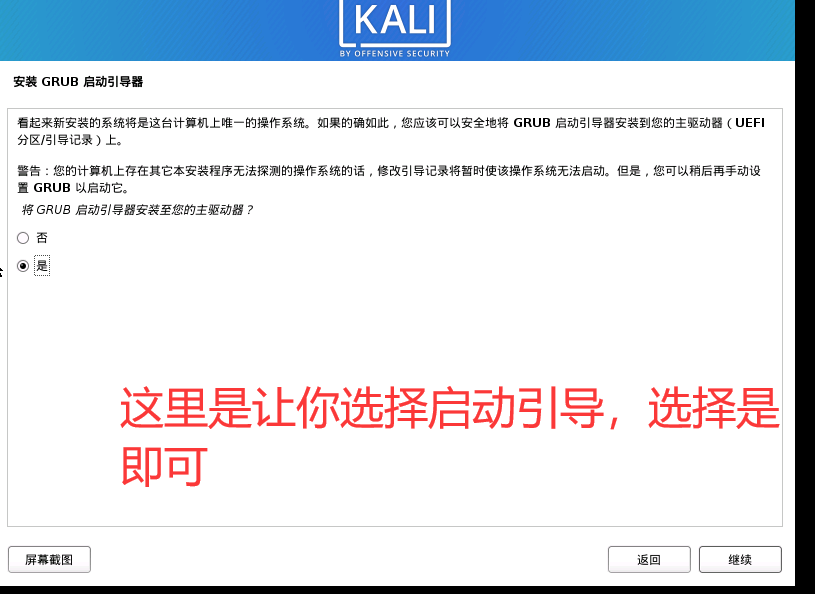 KALI
BY OFFENSIVE SECURITY
安装 GRUB 启动引导器
看起来新安装的系统将是这台计算机上唯一的操作系统。如果的确如此，您应该可以安全地将 GRUB 启动引导器安装到您的主驱动器（UEFI
分区/引导记录）上。
警告：您的计算机上存在其它本安装程序无法探测的操作系统的话，修改引导记录将暂时使该操作系统无法启动。但是，您可以稍后再手动设
置 GRUB 以启动它。
将 GRUB 启动引导器安装至您的主驱动器？
否
是
这里是让你选择启动引导，选择是
即可
屏幕截图
返回
继续